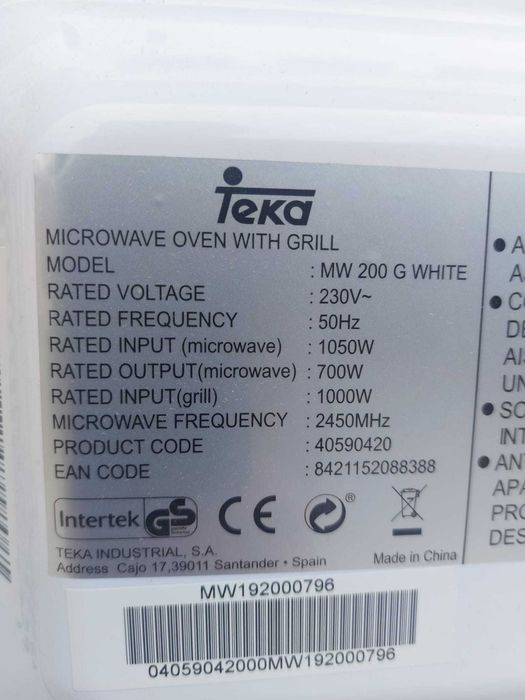 Teka
MICROWAVE OVEN WITH GRILL
MODEL : MW 200 G WHITE
RATED VOLTAGE : 230V~
RATED FREQUENCY : 50Hz
RATED INPUT (microwave) : 1050W
RATED OUTPUT(microwave) : 700W
RATED INPUT(grill) : 1000W
MICROWAVE FREQUENCY : 2450MHz
PRODUCT CODE : 40590420
EAN CODE : 8421152088388
Intertek GS CE ®
TEKA INDUSTRIAL, S.A.
Address Cajo 17,39011 Santander • Spain Made in China
MW192000796
04059042000MW192000796